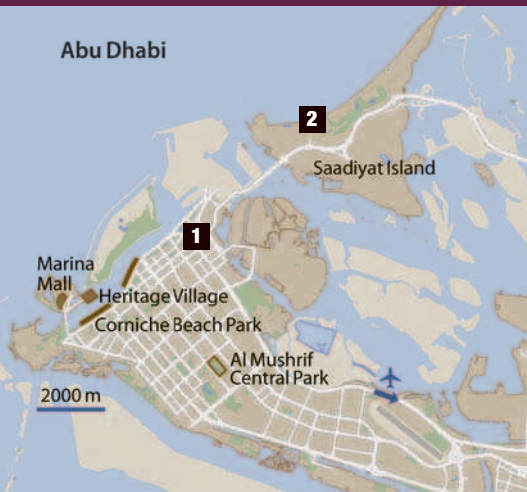 Abu Dhabi
2
Saadiyat Island
1
Marina
Mall
Heritage Village
Corniche Beach Park
Al Mushrif
Central Park
2000 m